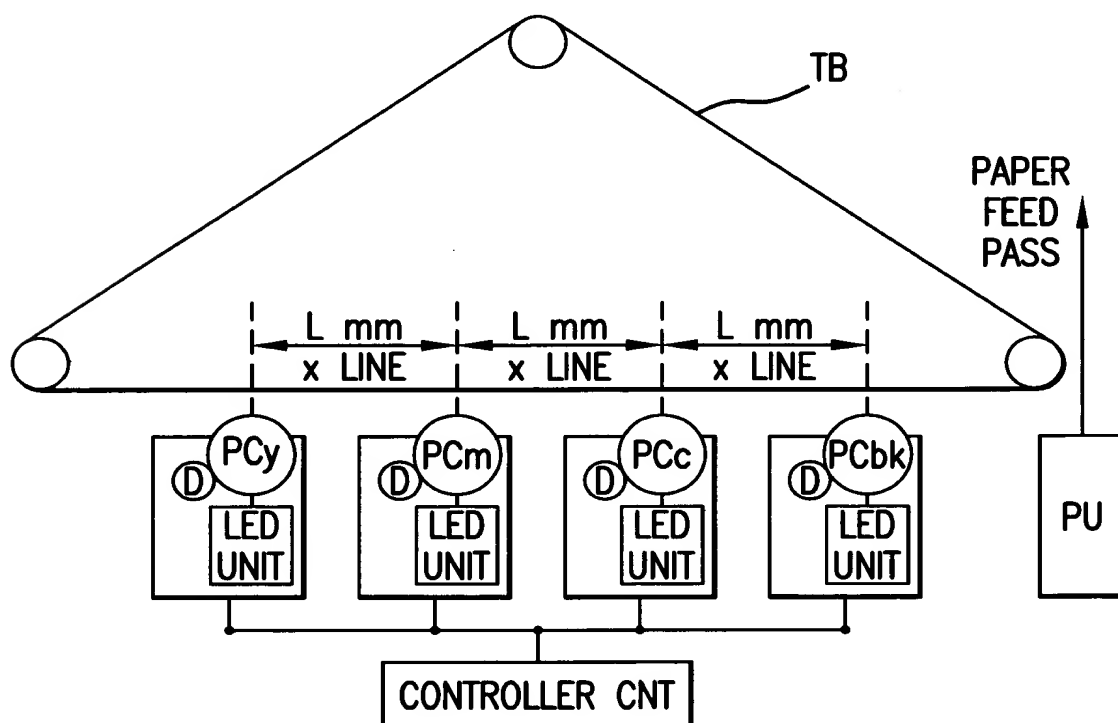 TB
PAPER
FEED
PASS
L mm L mm L mm
x LINE x LINE x LINE
PCy PCm PCc PCbk
D D D D
LED LED LED LED
UNIT UNIT UNIT UNIT
PU
CONTROLLER CNT